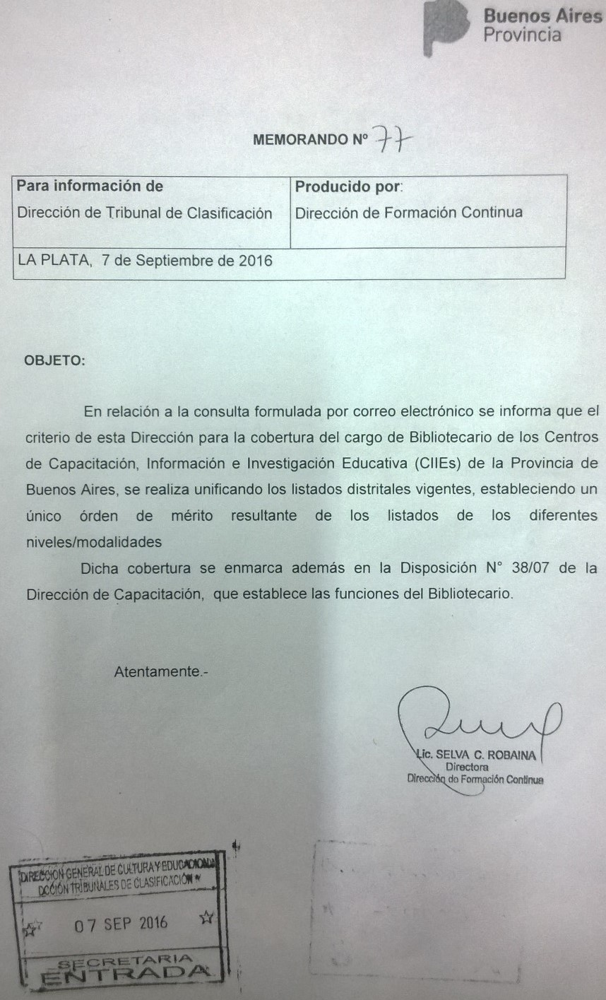 Buenos Aires
Provincia
MEMORANDO Nº 77
Para información de
Dirección de Tribunal de Clasificación
Producido por:
Dirección de Formación Continua
LA PLATA, 7 de Septiembre de 2016
OBJETO:
En relación a la consulta formulada por correo electrónico se informa que el
criterio de esta Dirección para la cobertura del cargo de Bibliotecario de los Centros
de Capacitación, Información e Investigación Educativa (CIIEs) de la Provincia de
Buenos Aires, se realiza unificando los listados distritales vigentes, estableciendo un
único órden de mérito resultante de los listados de los diferentes
niveles/modalidades
Dicha cobertura se enmarca además en la Disposición N° 38/07 de la
Dirección de Capacitación, que establece las funciones del Bibliotecario.
Atentamente.-
Lic. SELVA C. ROBAINA
Directora
Dirección de Formación Continua
DIRECCIÓN GENERAL DE CULTURA Y EDUCACION
DCCIÓN TRIBUNALES DE CLASIFICACIÓN
07 SEP 2016
SECRETARIA
ENTRADA